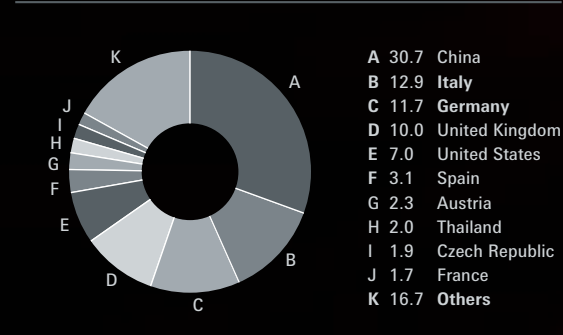 K
A
J
I
H
G
F
E
D
C
B
A 30.7 China
B 12.9 Italy
C 11.7 Germany
D 10.0 United Kingdom
E 7.0 United States
F 3.1 Spain
G 2.3 Austria
H 2.0 Thailand
I 1.9 Czech Republic
J 1.7 France
K 16.7 Others